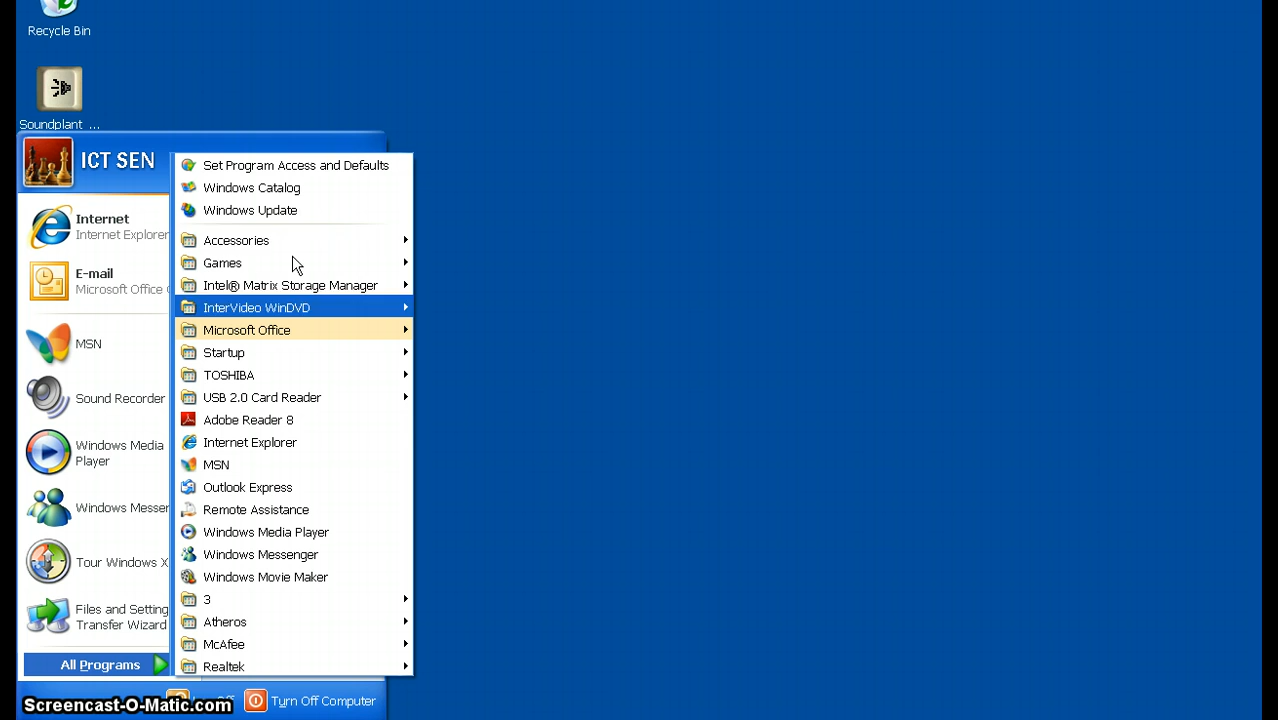 Recycle Bin
Soundplant ...
ICT SEN
Internet
Internet Explorer
E-mail
Microsoft Office
MSN
Sound Recorder
Windows Media
Player
Windows Messer
Tour Windows X
Files and Setting
Transfer Wizard
All Programs
Set Program Access and Defaults
Windows Catalog
Windows Update
Accessories
Games
Intel® Matrix Storage Manager
InterVideo WinDVD
Microsoft Office
Startup
TOSHIBA
USB 2.0 Card Reader
Adobe Reader 8
Internet Explorer
MSN
Outlook Express
Remote Assistance
Windows Media Player
Windows Messenger
Windows Movie Maker
3
Atheros
McAfee
Realtek
Turn Off Computer
Screencast-O-Matic.com